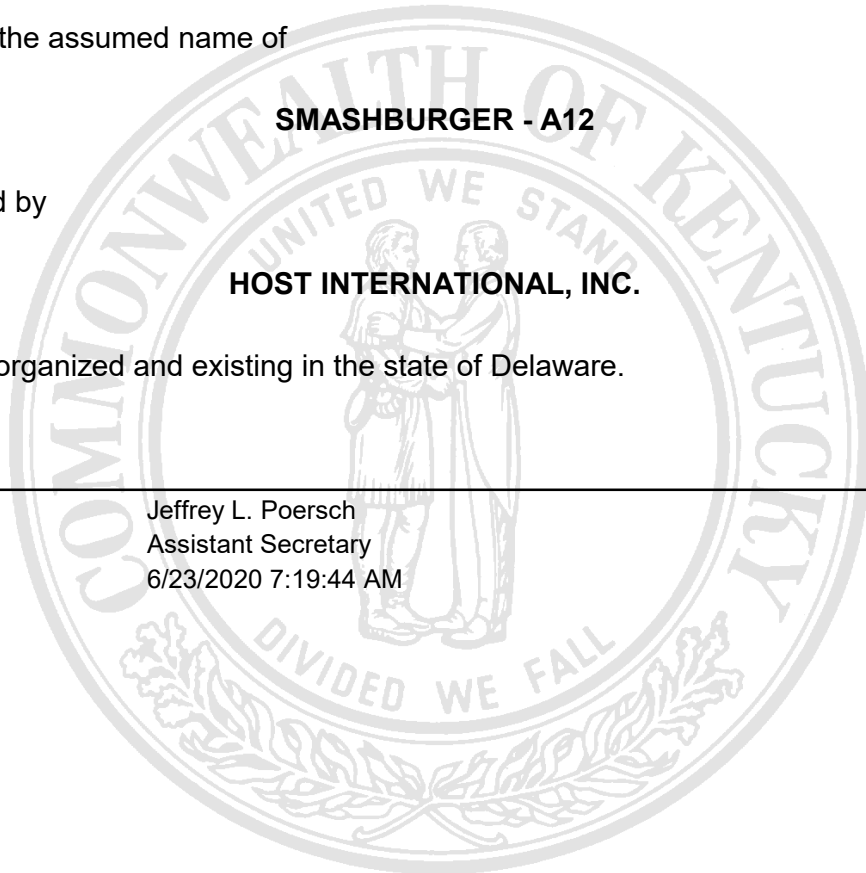 the assumed name of
SMASHBURGER - A12
d by
HOST INTERNATIONAL, INC.
organized and existing in the state of Delaware.
Jeffrey L. Poersch
Assistant Secretary
6/23/2020 7:19:44 AM
COMMONWEALTH OF KENTUCKY
UNITED WE STAND
DIVIDED WE FALL